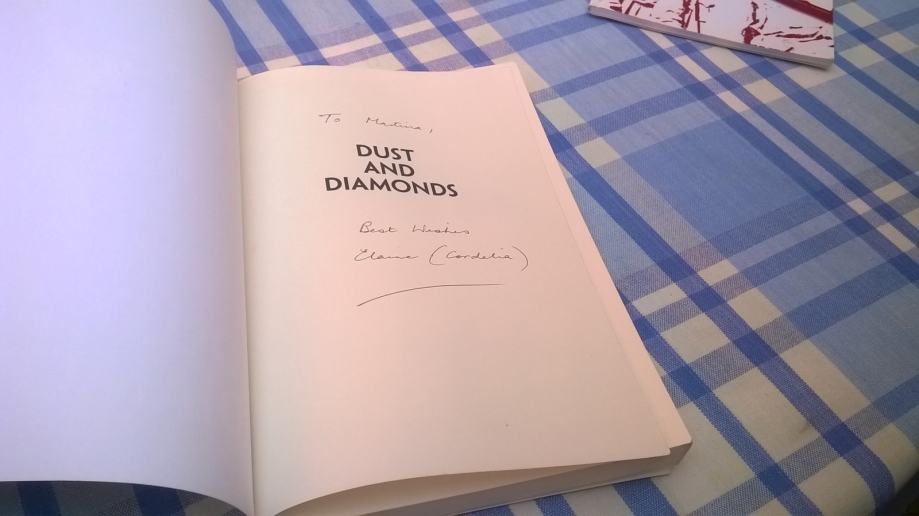 To Martina,
DUST
AND
DIAMONDS
Best Wishes
Elaine (Cordelia)